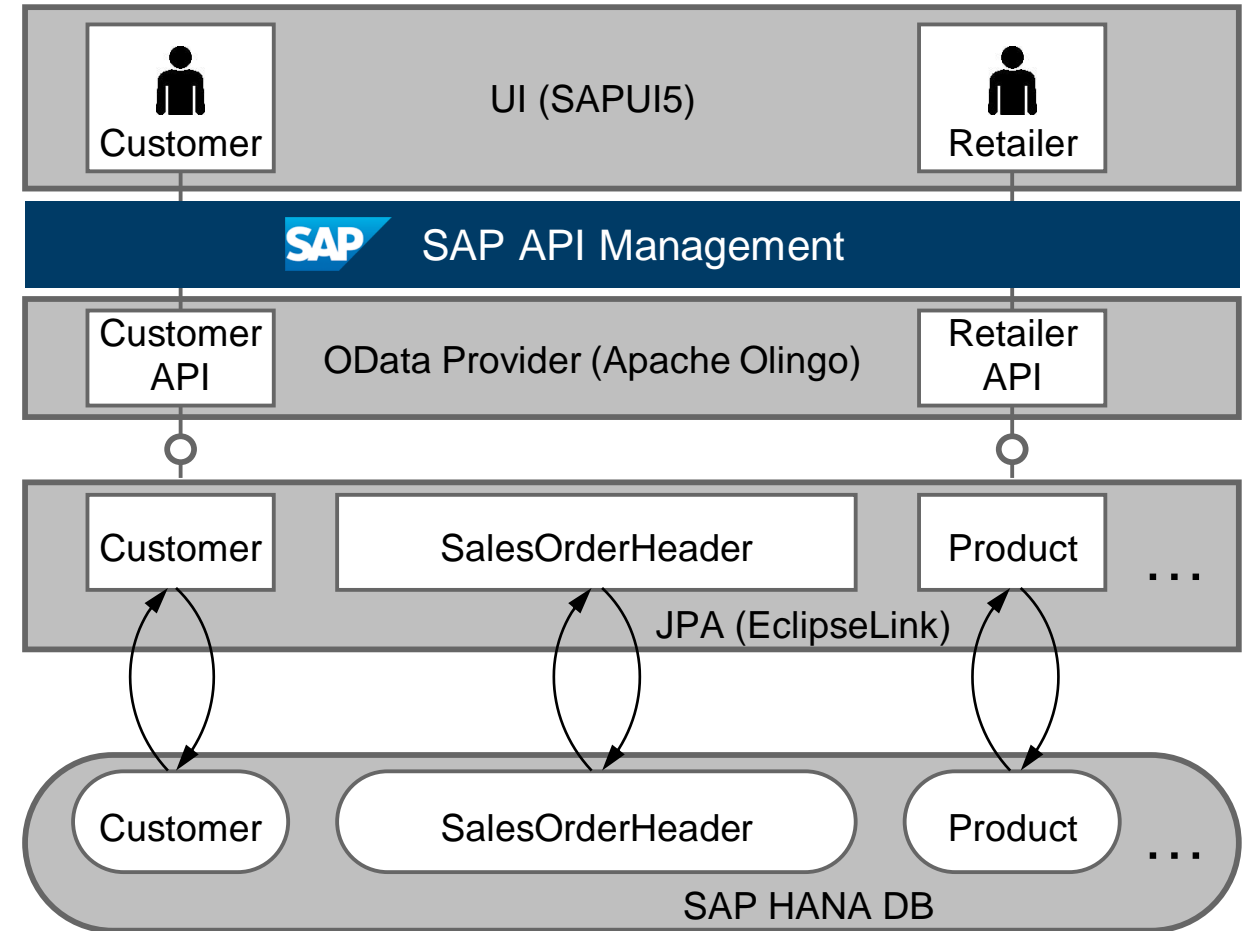 UI (SAPUI5)
Customer
Retailer
SAP SAP API Management
Customer
API
OData Provider (Apache Olingo)
Retailer
API
Customer
SalesOrderHeader
Product
...
JPA (EclipseLink)
Customer
SalesOrderHeader
Product
...
SAP HANA DB